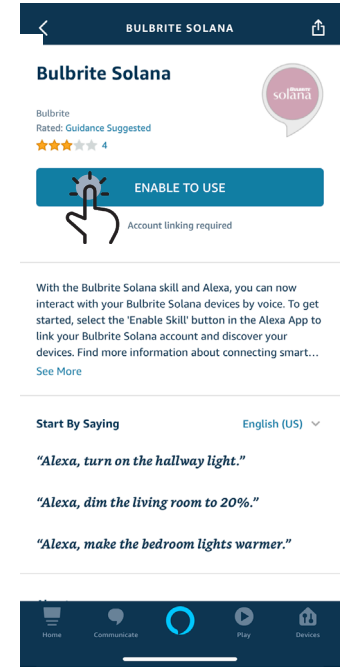 BULBRITE SOLANA
Bulbrite Solana
solana
Bulbrite
Rated: Guidance Suggested
4
ENABLE TO USE
Account linking required
With the Bulbrite Solana skill and Alexa, you can now
interact with your Bulbrite Solana devices by voice. To get
started, select the 'Enable Skill' button in the Alexa App to
link your Bulbrite Solana account and discover your
devices. Find more information about connecting smart...
See More
Start By Saying
English (US)
“Alexa, turn on the hallway light.”
“Alexa, dim the living room to 20%.”
“Alexa, make the bedroom lights warmer.”
Home
Communicate
Play
Devices